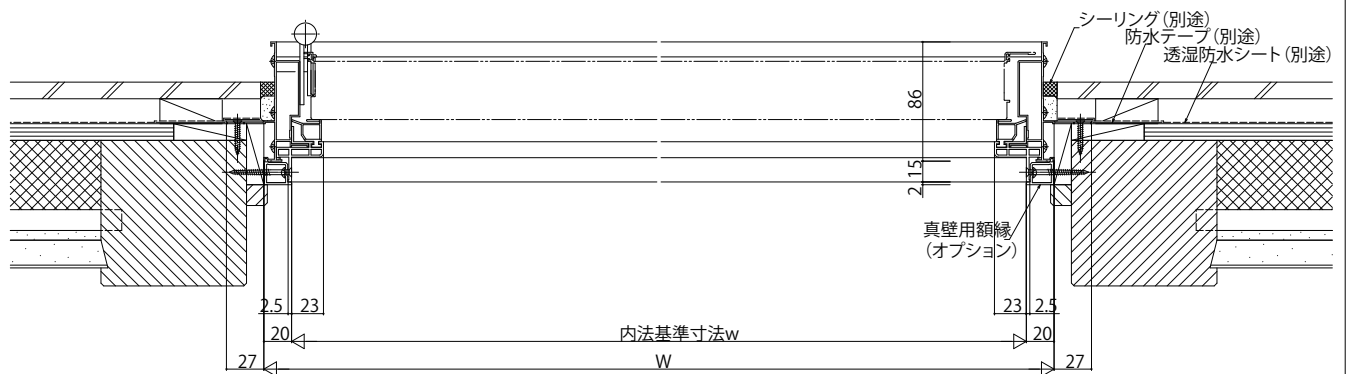 シーリング(別途)
防水テープ(別途)
透湿防水シート(別途)
86
15
2
真壁用額縁
(オプション)
2.5 23 23 2.5
20 内法基準寸法w 20
27 W 27